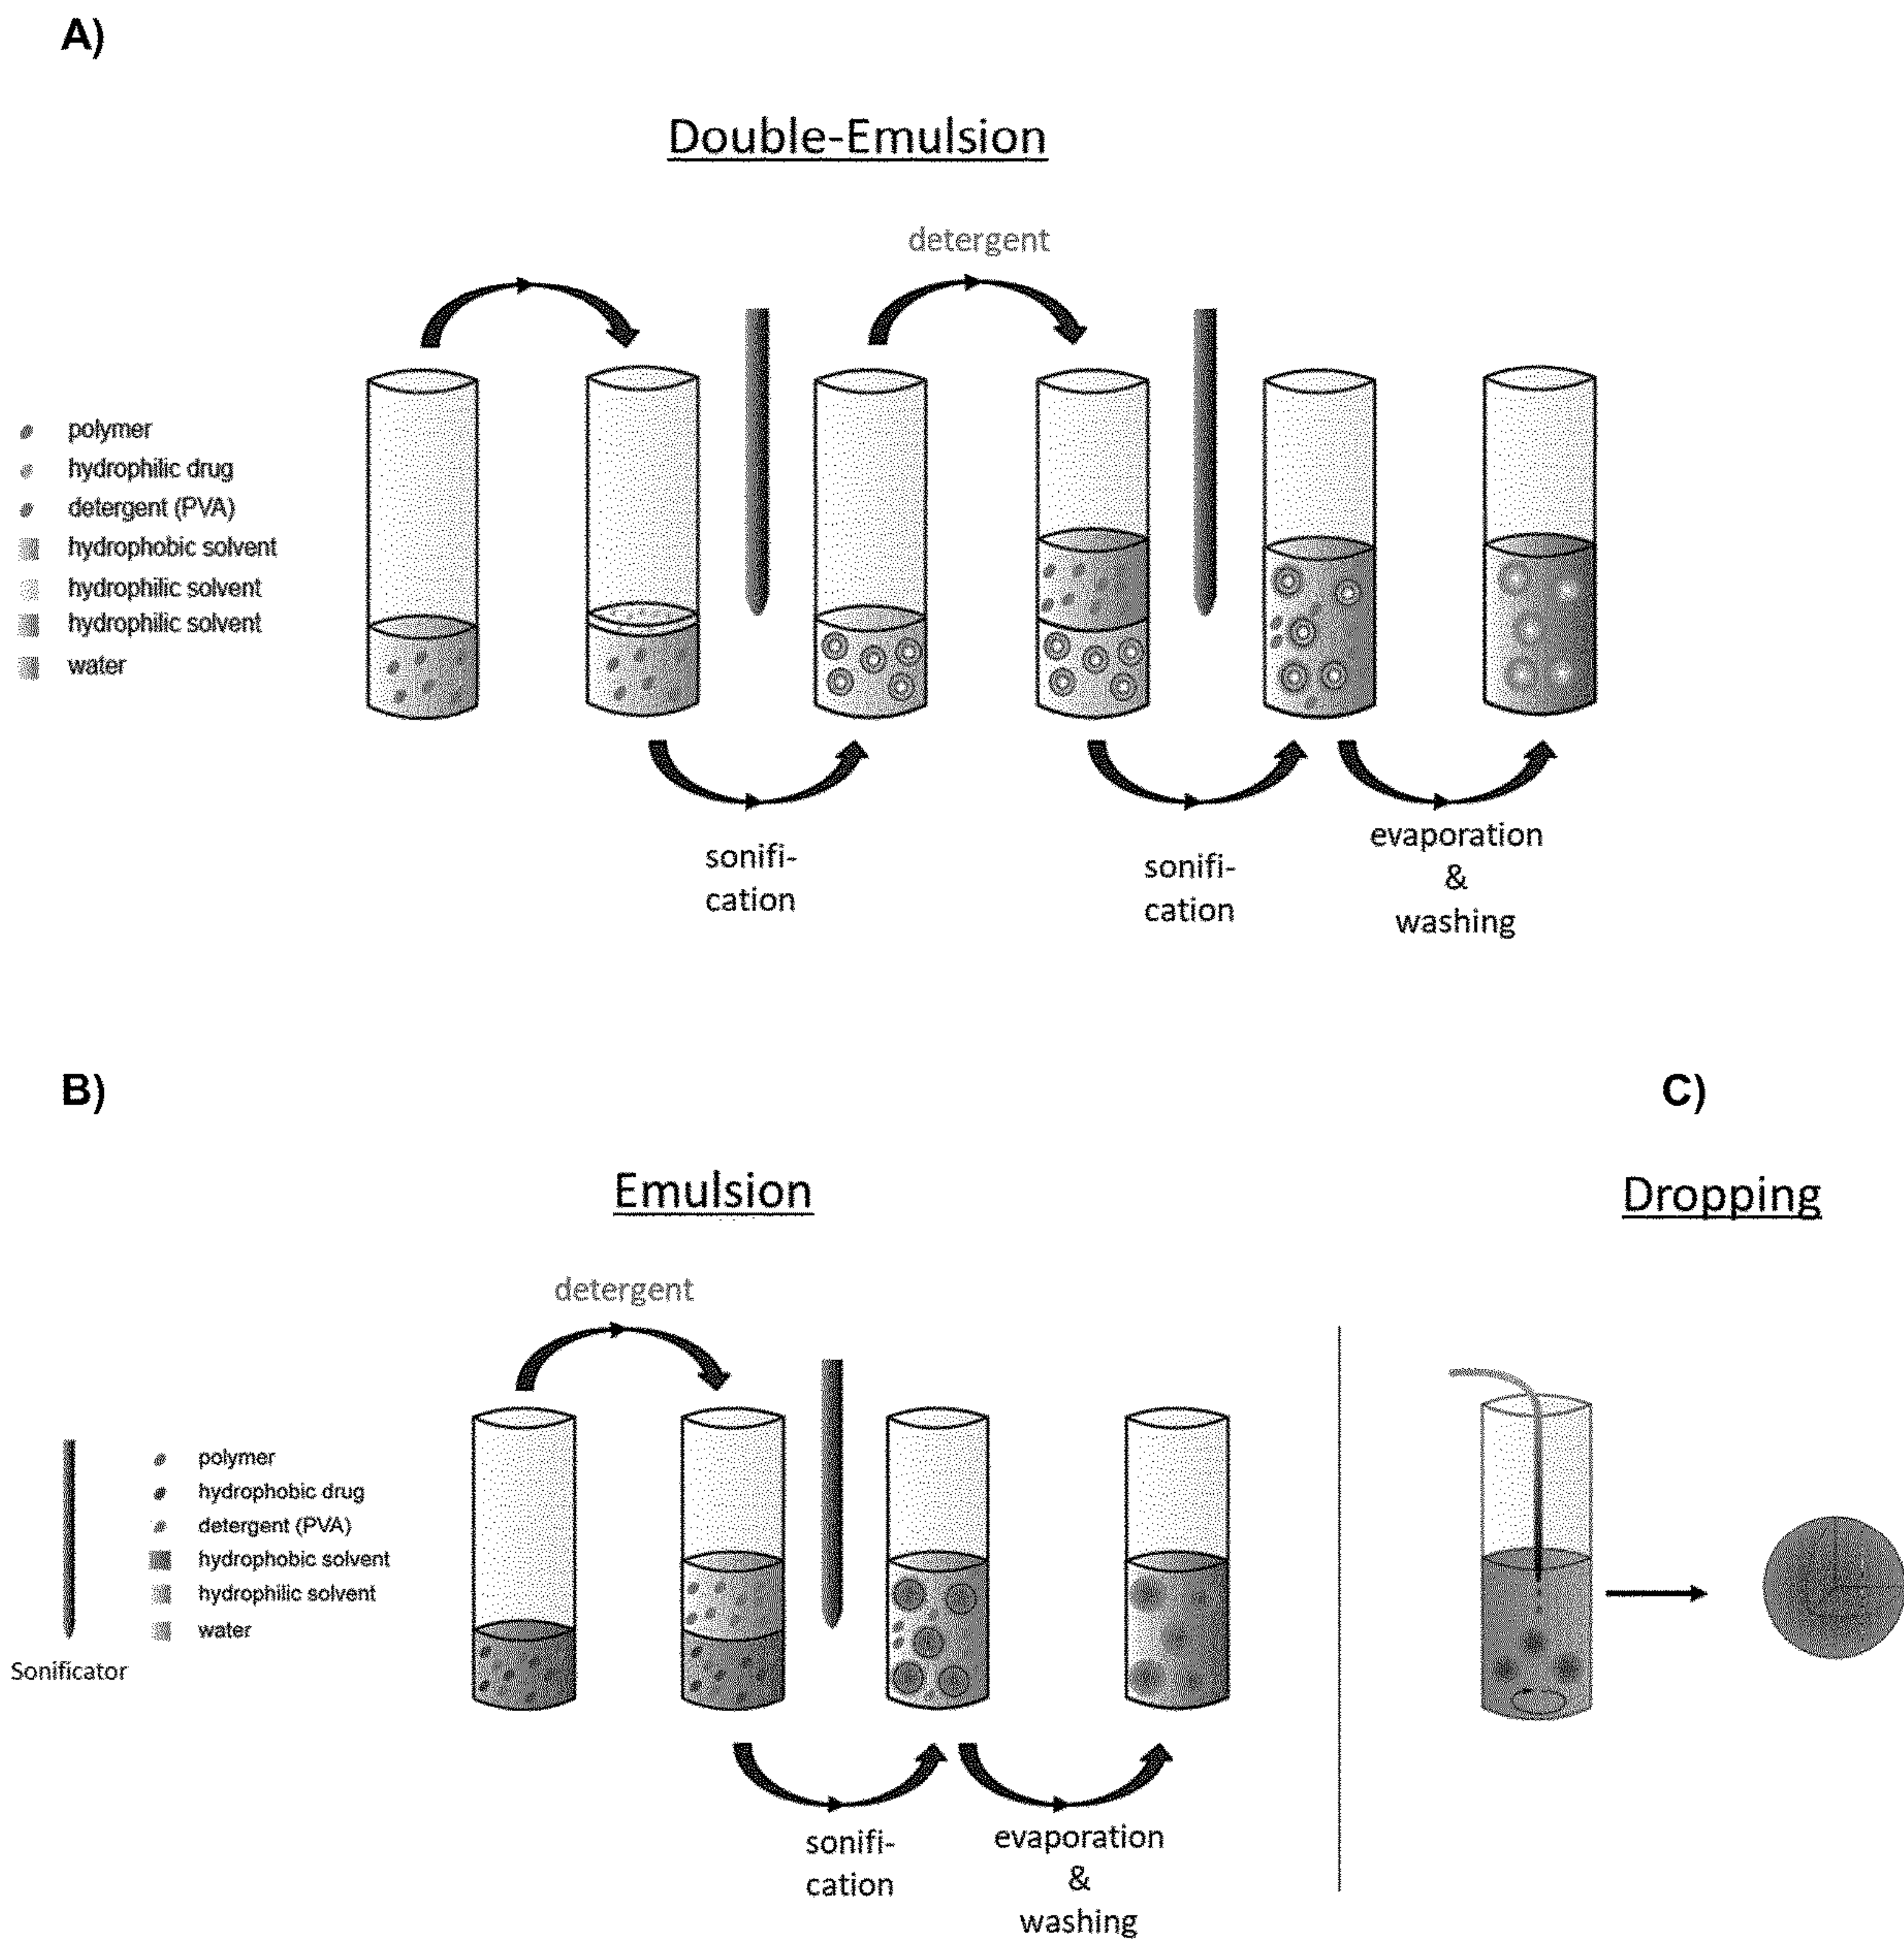 A)
Double-Emulsion
detergent
polymer
hydrophilic drug
detergent (PVA)
hydrophobic solvent
hydrophilic solvent
hydrophilic solvent
water
sonifi-
cation
sonifi-
cation
evaporation
&
washing
B)
Emulsion
detergent
Sonificator
polymer
hydrophobic drug
detergent (PVA)
hydrophobic solvent
hydrophilic solvent
water
sonifi-
cation
evaporation
&
washing
C)
Dropping